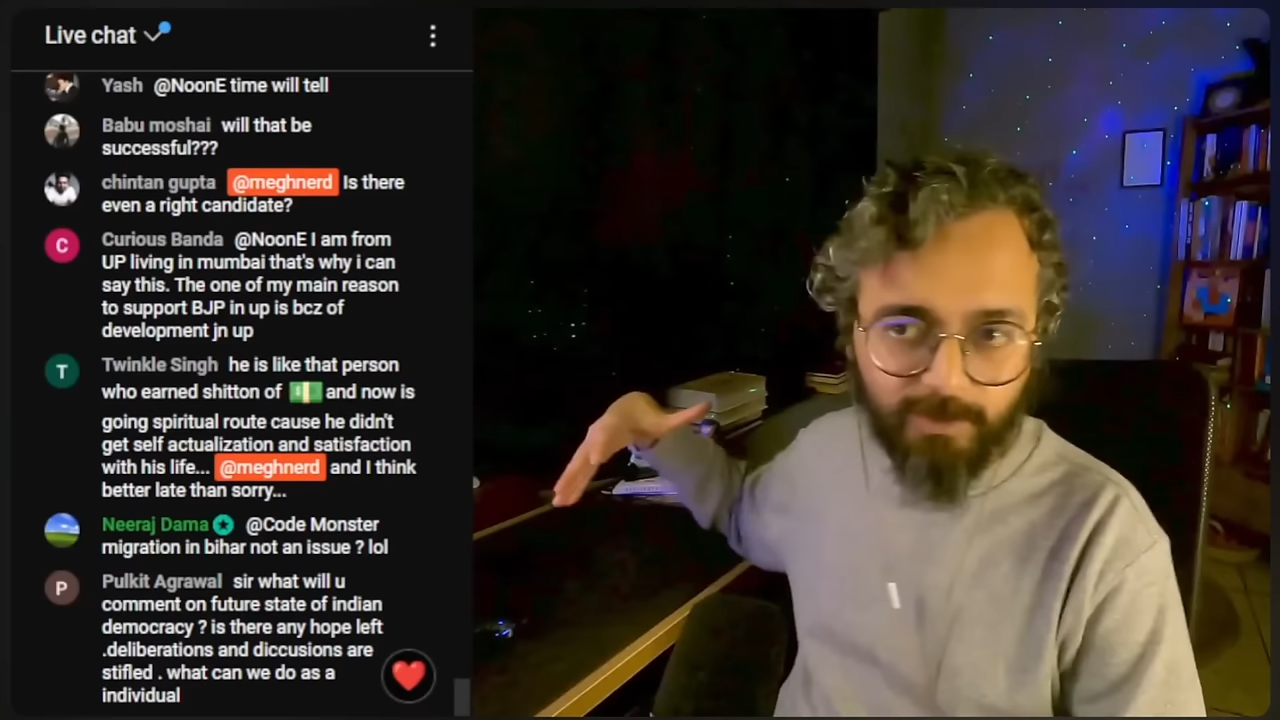 Live chat
Yash @NoonE time will tell
Babu moshai will that be
successful???
chintan gupta @meghnerd Is there
even a right candidate?
C
Curious Banda @NoonE I am from
UP living in mumbai that's why i can
say this. The one of my main reason
to support BJP in up is bcz of
development jn up
T
Twinkle Singh he is like that person
who earned shitton of and now is
going spiritual route cause he didn't
get self actualization and satisfaction
with his life... @meghnerd and I think
better late than sorry...
Neeraj Dama @Code Monster
migration in bihar not an issue ? lol
P
Pulkit Agrawal sir what will u
comment on future state of indian
democracy ? is there any hope left
.deliberations and diccusions are
stifled . what can we do as a
individual